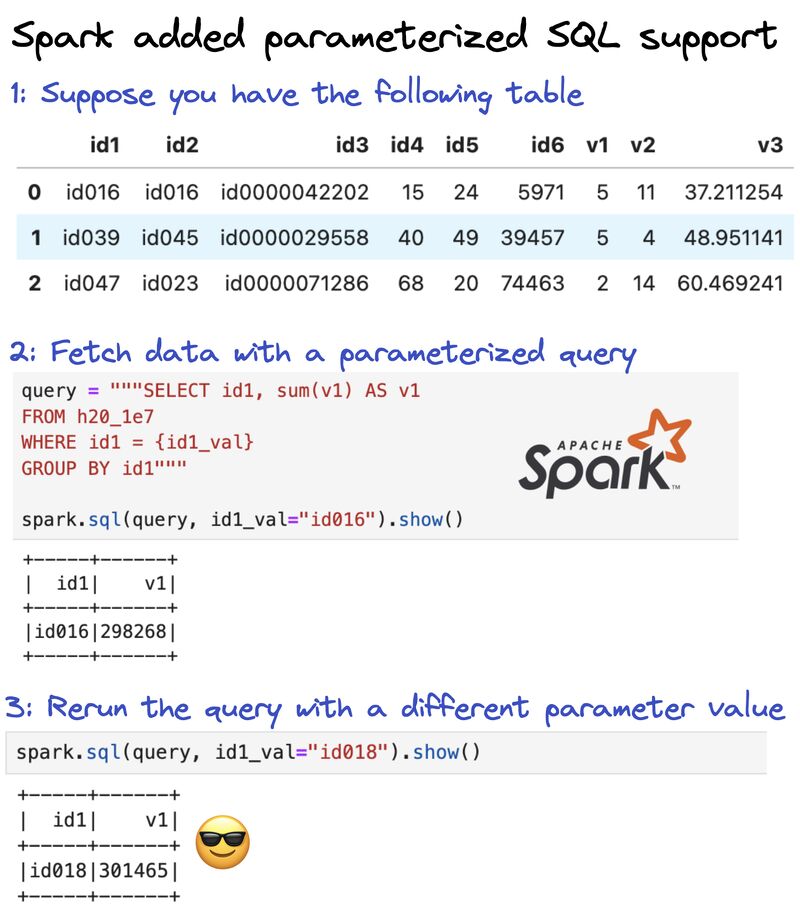 Spark added parameterized SQL support
1: Suppose you have the following table
id1 id2 id3 id4 id5 id6 v1 v2 v3
0 id016 id016 id0000042202 15 24 5971 5 11 37.211254
1 id039 id045 id0000029558 40 49 39457 5 4 48.951141
2 id047 id023 id0000071286 68 20 74463 2 14 60.469241
2: Fetch data with a parameterized query
query = """SELECT id1, sum(v1) AS v1
FROM h20_1e7
WHERE id1 = {id1_val}
GROUP BY id1"""
APACHE
Spark™
spark.sql(query, id1_val="id016").show()
+-----+------+
|  id1|    v1|
+-----+------+
|id016|298268|
+-----+------+
3: Rerun the query with a different parameter value
spark.sql(query, id1_val="id018").show()
+-----+------+
|  id1|    v1|
+-----+------+
|id018|301465|
+-----+------+